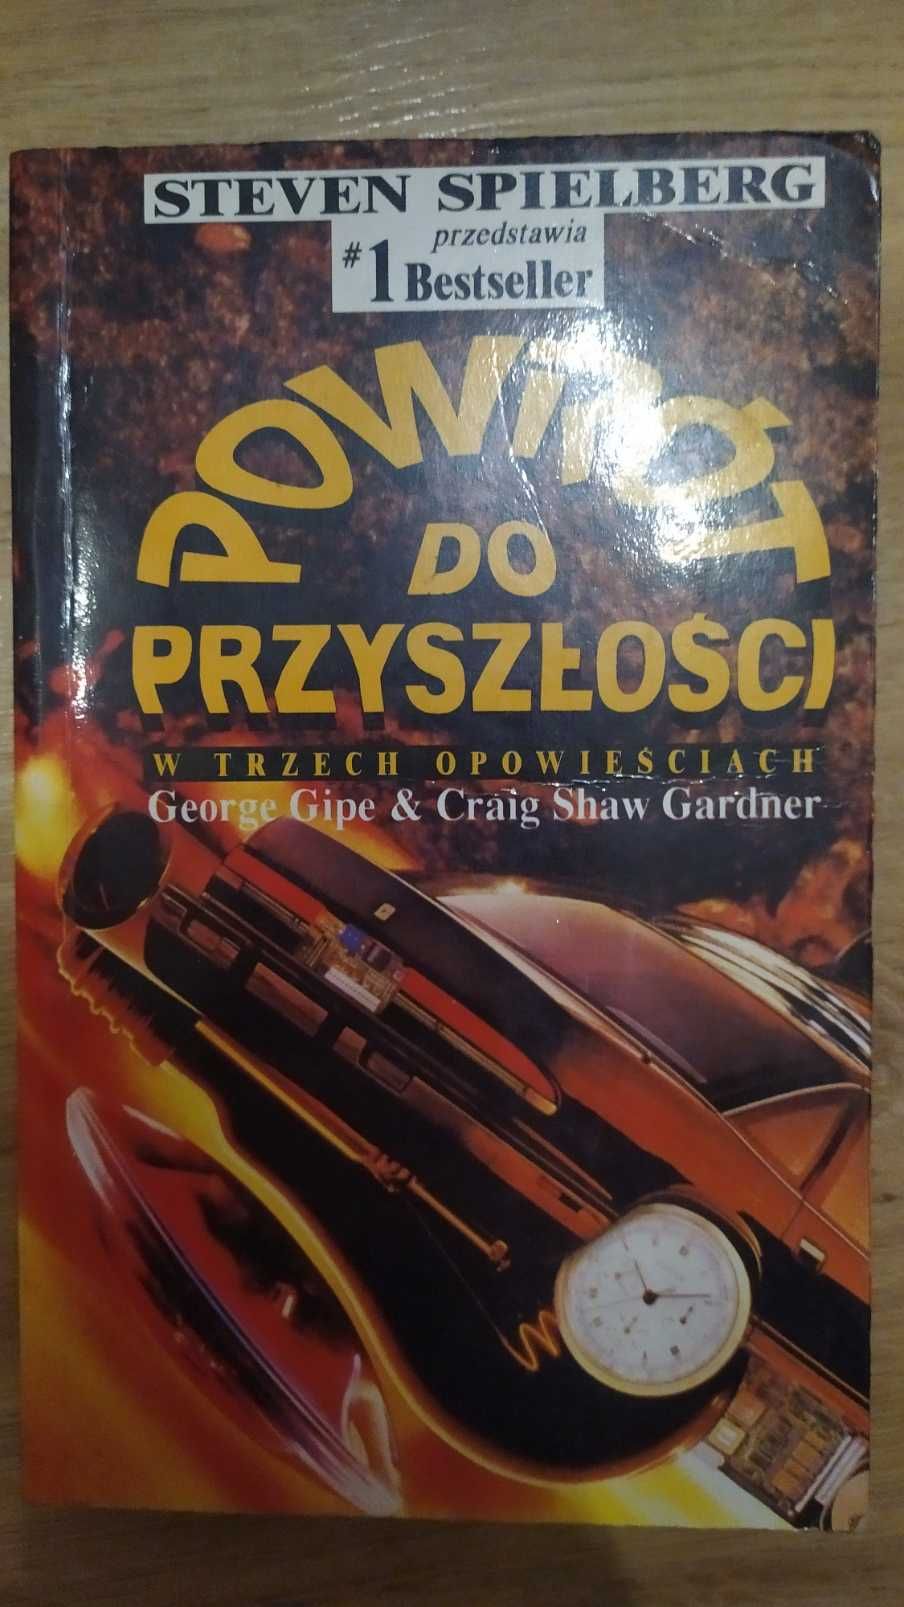 STEVEN SPIELBERG
przedstawia
#1 Bestseller
POWRÓT
DO
PRZYSZŁOŚCI
W TRZECH OPOWIEŚCIACH
George Gipe & Craig Shaw Gardner